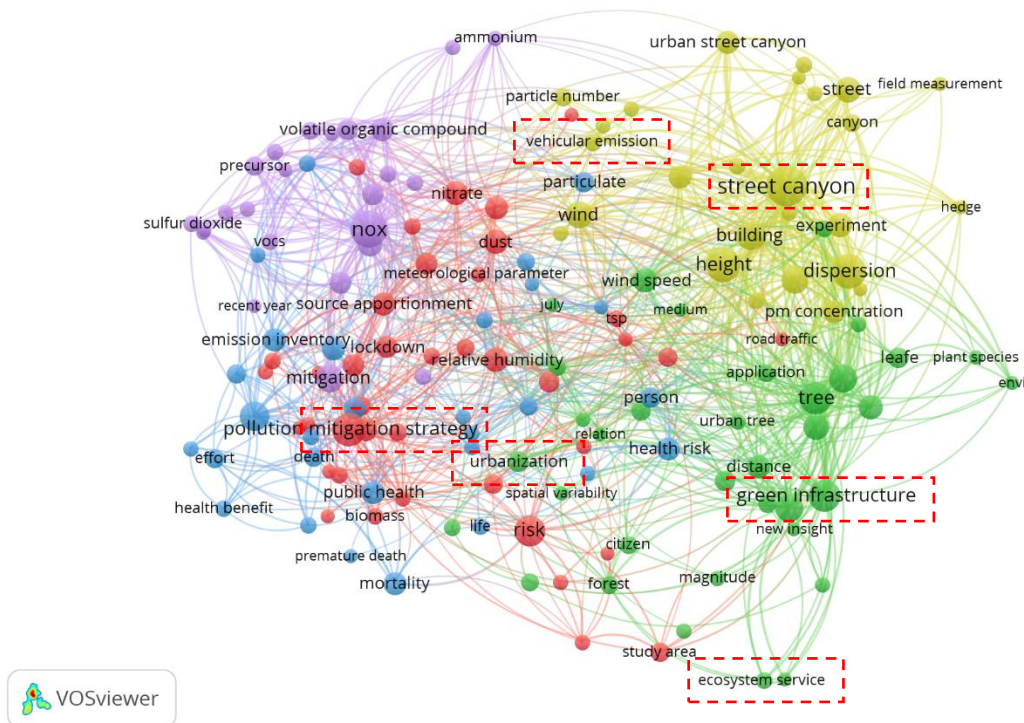 ammonium
urban street canyon
street
field measurement
particle number
canyon
volatile organic compound
vehicular emission
precursor
particulate
street canyon
nitrate
hedge
sulfur dioxide
nox
wind
experiment
vocs
dust
building
meteorological parameter
height
dispersion
wind speed
recent year
source apportionment
july
medium
pm concentration
tsp
emission inventory
lockdown
road traffic
relative humidity
leafe
plant species
mitigation
application
envi
person
tree
pollution mitigation strategy
urban tree
relation
effort
death
urbanization
health risk
distance
public health
spatial variability
green infrastructure
health benefit
biomass
life
risk
new insight
premature death
citizen
mortality
forest
magnitude
study area
ecosystem service
VOSviewer